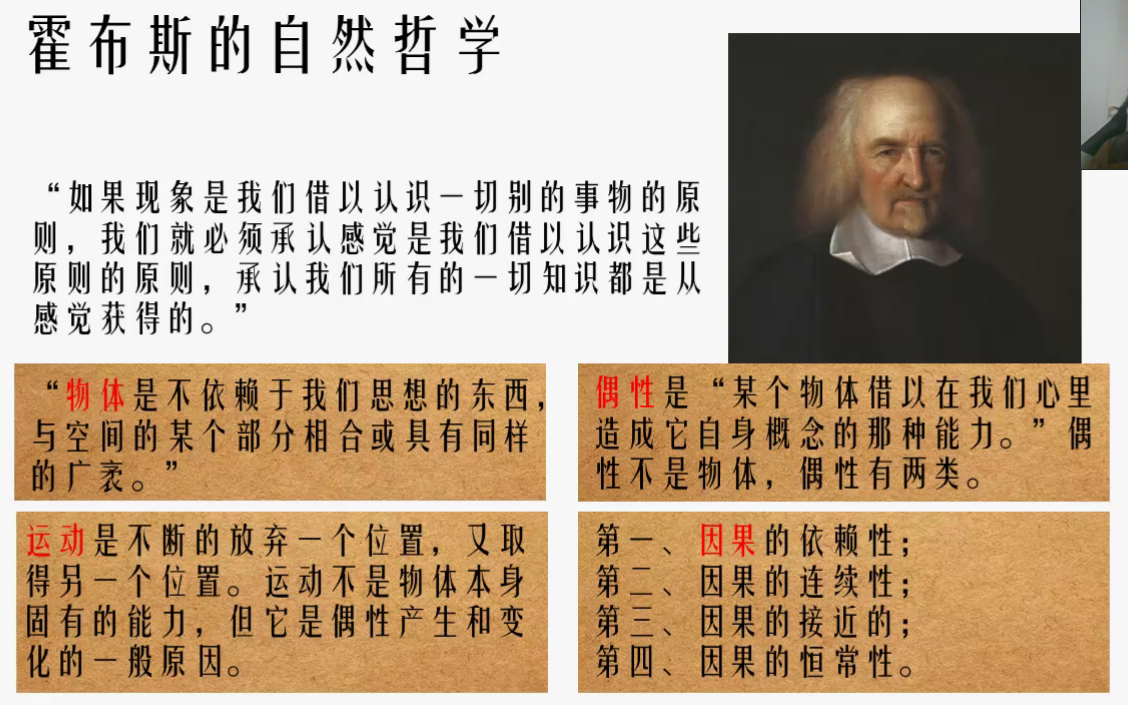 霍布斯的自然哲学
“如果现象是我们借以认识一切别的事物的原
则，我们就必须承认感觉是我们借以认识这些
原则的原则，承认我们所有的一切知识都是从
感觉获得的。”
“物体是不依赖于我们思想的东西，
与空间的某个部分相合或具有同样
的广袤。”
偶性是“某个物体借以在我们心里
造成它自身概念的那种能力。”偶
性不是物体，偶性有两类。
运动是不断的放弃一个位置，又取
得另一个位置。运动不是物体本身
固有的能力，但它是偶性产生和变
化的一般原因。
第一、因果的依赖性；
第二、因果的连续性；
第三、因果的接近的；
第四、因果的恒常性。